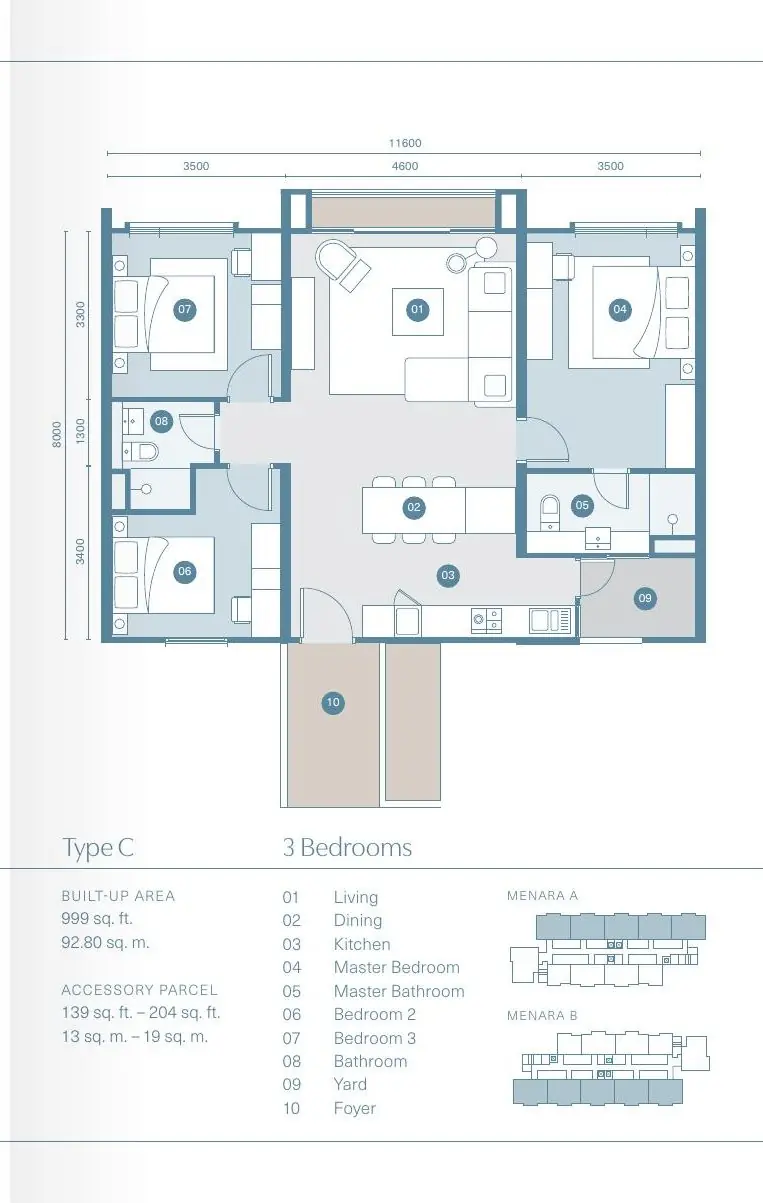 11600
3500 4600 3500
3300
1300
8000
3400
07
01
04
08
02
05
03
06
09
10
Type C
3 Bedrooms
BUILT-UP AREA
999 sq. ft.
92.80 sq. m.
ACCESSORY PARCEL
139 sq. ft. – 204 sq. ft.
13 sq. m. – 19 sq. m.
01 Living
02 Dining
03 Kitchen
04 Master Bedroom
05 Master Bathroom
06 Bedroom 2
07 Bedroom 3
08 Bathroom
09 Yard
10 Foyer
MENARA A
MENARA B